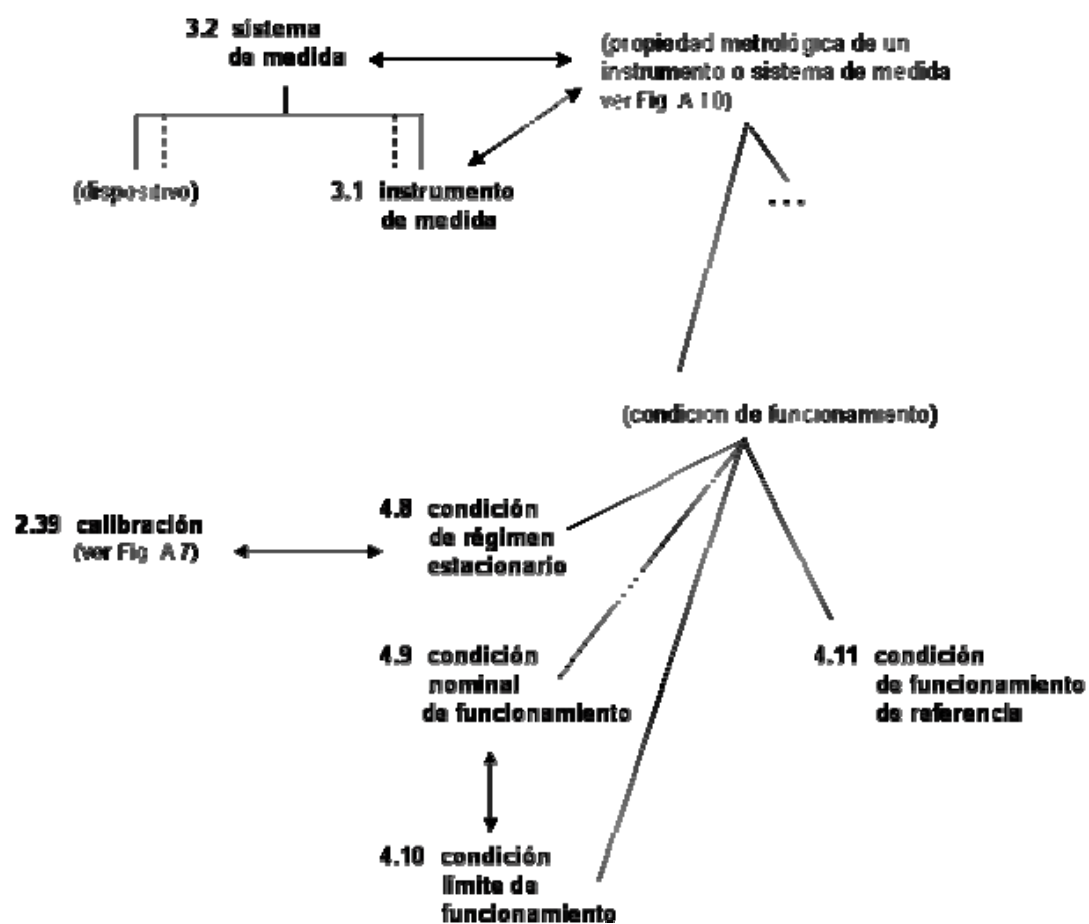 3.2 sistema
de medida
(propiedad metrológica de un
instrumento o sistema de medida
ver Fig. A 10)
(dispositivo)
3.1 instrumento
de medida
...
(condicion de funcionamiento)
2.39 calibración
(ver Fig. A 7)
4.8 condición
de régimen
estacionario
4.9 condición
nominal
de funcionamiento
4.11 condición
de funcionamiento
de referencia
4.10 condición
límite de
funcionamiento